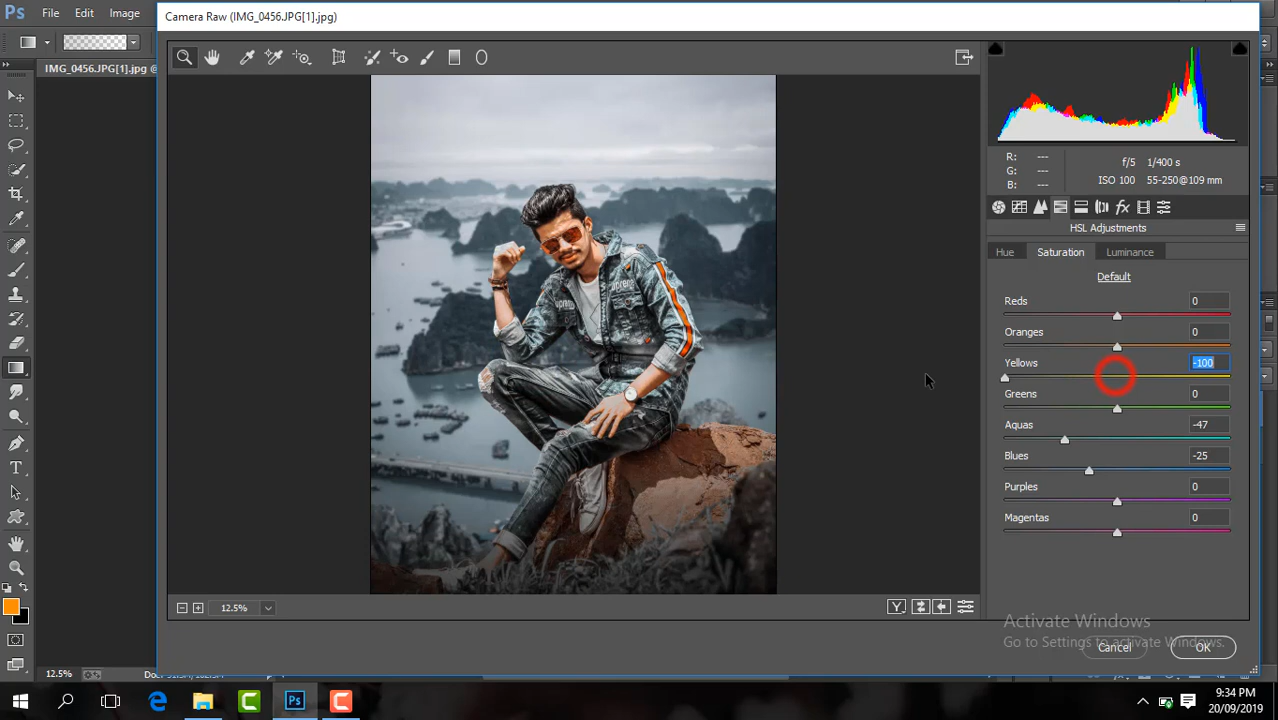 Ps File Edit Image
Camera Raw (IMG_0456.JPG[1].jpg)
IMG_0456.JPG[1].jpg @
R: ---
G: ---
B: ---
f/5 1/400 s
ISO 100 55-250@109 mm
fx
HSL Adjustments
Hue Saturation Luminance
Default
Reds 0
Oranges 0
Yellows -100
Greens 0
Aquas -47
Blues -25
Purples 0
Magentas 0
T
12.5%
Y
Activate Windows
Go to Settings to activate Windows.
Cancel OK
12.5%
Ps
9:34 PM
20/09/2019